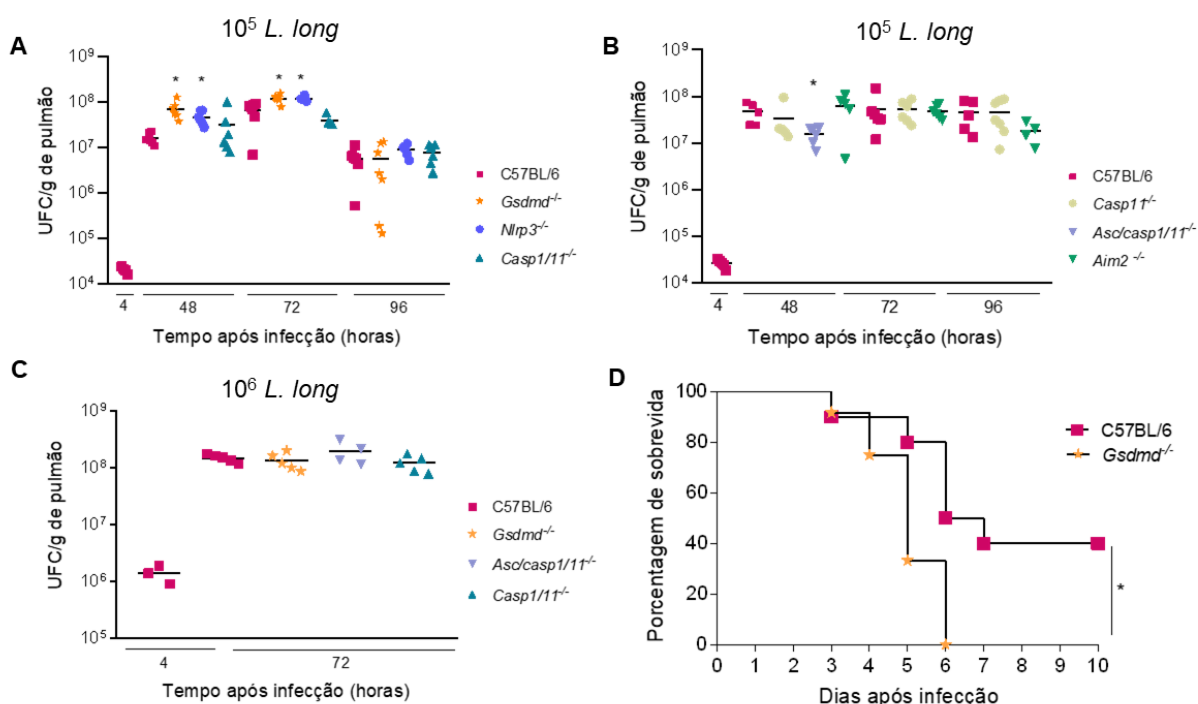 A
10⁵ L. long
UFC/g de pulmão
10⁹
10⁸
10⁷
10⁶
10⁵
10⁴
4 48 72 96
Tempo após infecção (horas)
* * * *
C57BL/6
Gsdmd⁻/⁻
Nlrp3⁻/⁻
Casp1/11⁻/⁻
B
10⁵ L. long
UFC/g de pulmão
10⁹
10⁸
10⁷
10⁶
10⁵
10⁴
4 48 72 96
Tempo após infecção (horas)
*
C57BL/6
Casp11⁻/⁻
Asc/casp1/11⁻/⁻
Aim2 ⁻/⁻
C
10⁶ L. long
UFC/g de pulmão
10⁹
10⁸
10⁷
10⁶
10⁵
4 72
Tempo após infecção (horas)
C57BL/6
Gsdmd⁻/⁻
Asc/casp1/11⁻/⁻
Casp1/11⁻/⁻
D
Porcentagem de sobrevida
100
80
60
40
20
0
0 1 2 3 4 5 6 7 8 9 10
Dias após infecção
C57BL/6
Gsdmd⁻/⁻
*